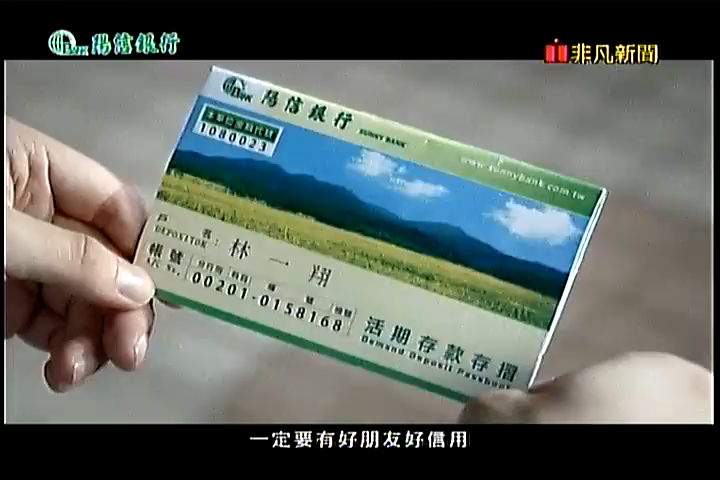 陽信銀行
非凡新聞
陽信銀行 SUNNY BANK
www.sunnybank.com.tw
1080023
戶 名: 林一翔
DEPOSITOR
帳號
A/C No.
00201-0158168
活期存款存摺
Demand Deposit Passbook
一定要有好朋友好信用